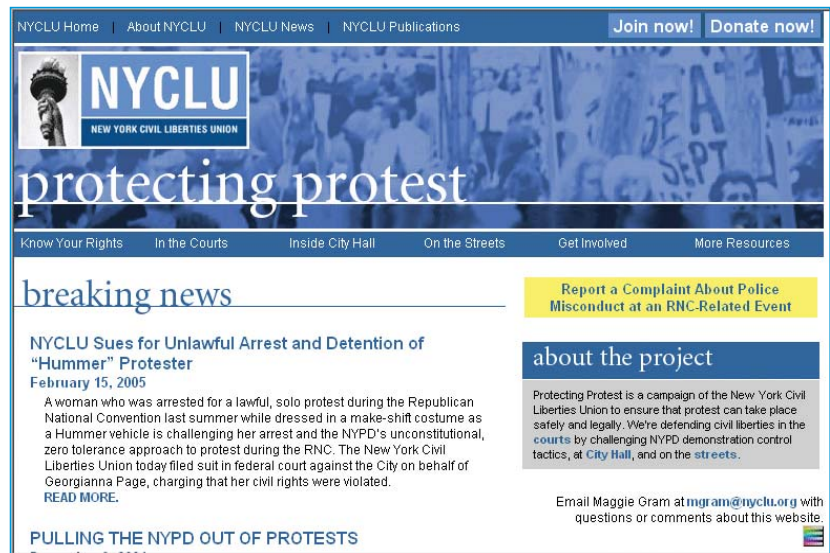 NYCLU Home | About NYCLU | NYCLU News | NYCLU Publications
Join now! Donate now!
NYCLU
NEW YORK CIVIL LIBERTIES UNION
SEPT
protecting protest
Know Your Rights In the Courts Inside City Hall On the Streets Get Involved More Resources
breaking news
NYCLU Sues for Unlawful Arrest and Detention of
“Hummer” Protester
February 15, 2005
A woman who was arrested for a lawful, solo protest during the Republican
National Convention last summer while dressed in a make-shift costume as
a Hummer vehicle is challenging her arrest and the NYPD's unconstitutional,
zero tolerance approach to protest during the RNC. The New York Civil
Liberties Union today filed suit in federal court against the City on behalf of
Georgianna Page, charging that her civil rights were violated.
READ MORE.
PULLING THE NYPD OUT OF PROTESTS
Report a Complaint About Police
Misconduct at an RNC-Related Event
about the project
Protecting Protest is a campaign of the New York Civil
Liberties Union to ensure that protest can take place
safely and legally. We're defending civil liberties in the
courts by challenging NYPD demonstration control
tactics, at City Hall, and on the streets.
Email Maggie Gram at mgram@nyclu.org with
questions or comments about this website.